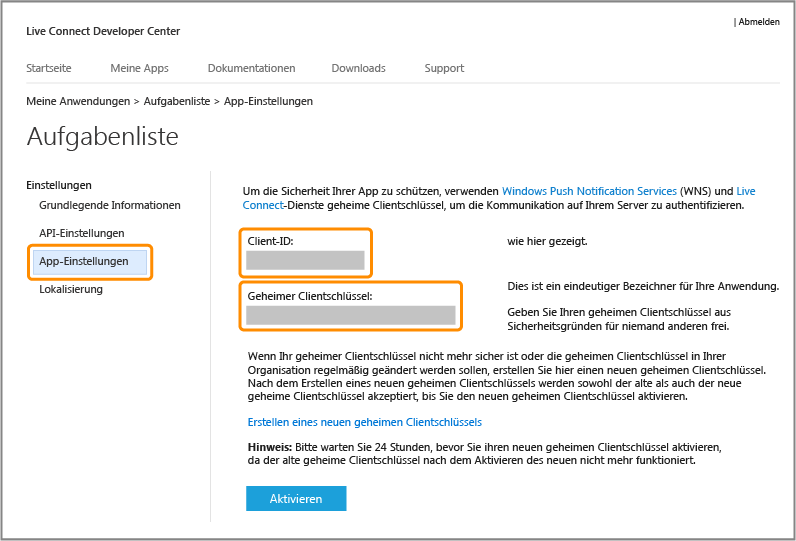 | Abmelden
Live Connect Developer Center
Startseite Meine Apps Dokumentationen Downloads Support
Meine Anwendungen > Aufgabenliste > App-Einstellungen
Aufgabenliste
Einstellungen
Grundlegende Informationen
API-Einstellungen
App-Einstellungen
Lokalisierung
Um die Sicherheit Ihrer App zu schützen, verwenden Windows Push Notification Services (WNS) und Live
Connect-Dienste geheime Clientschlüssel, um die Kommunikation auf Ihrem Server zu authentifizieren.
Client-ID:
wie hier gezeigt.
Dies ist ein eindeutiger Bezeichner für Ihre Anwendung.
Geheimer Clientschlüssel:
Geben Sie Ihren geheimen Clientschlüssel aus
Sicherheitsgründen für niemand anderen frei.
Wenn Ihr geheimer Clientschlüssel nicht mehr sicher ist oder die geheimen Clientschlüssel in Ihrer
Organisation regelmäßig geändert werden sollen, erstellen Sie hier einen neuen geheimen Clientschlüssel.
Nach dem Erstellen eines neuen geheimen Clientschlüssels werden sowohl der alte als auch der neue
geheime Clientschlüssel akzeptiert, bis Sie den neuen geheimen Clientschlüssel aktivieren.
Erstellen eines neuen geheimen Clientschlüssels
Hinweis: Bitte warten Sie 24 Stunden, bevor Sie ihren neuen geheimen Clientschlüssel aktivieren,
da der alte geheime Clientschlüssel nach dem Aktivieren des neuen nicht mehr funktioniert.
Aktivieren